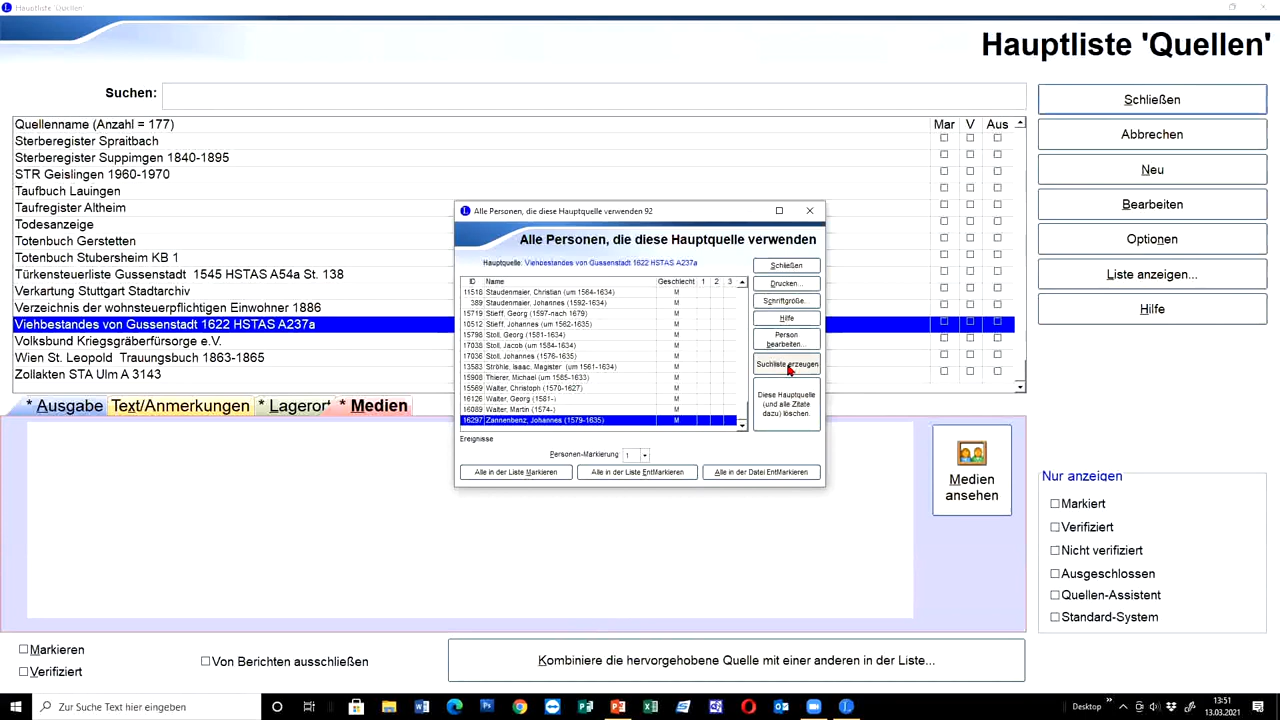 Hauptliste 'Quellen'
Hauptliste 'Quellen'
Suchen:
Quellenname (Anzahl = 177) Mar V Aus
Sterberegister Spraitbach
Sterberegister Suppimgen 1840-1895
STR Geislingen 1960-1970
Taufbuch Lauingen
Taufregister Altheim
Todesanzeige
Totenbuch Gerstetten
Totenbuch Stubersheim KB 1
Türkensteuerliste Gussenstadt 1545 HSTAS A54a St. 138
Verkartung Stuttgart Stadtarchiv
Verzeichnis der wohnsteuerpflichtigen Einwohner 1886
Viehbestandes von Gussenstadt 1622 HSTAS A237a
Volksbund Kriegsgräberfürsorge e.V.
Wien St. Leopold Trauungsbuch 1863-1865
Zollakten STA Ulm A 3143
Schließen
Abbrechen
Neu
Bearbeiten
Optionen
Liste anzeigen...
Hilfe
Alle Personen, die diese Hauptquelle verwenden 92
Alle Personen, die diese Hauptquelle verwenden
Hauptquelle: Viehbestandes von Gussenstadt 1622 HSTAS A237a
ID Name Geschlecht 1 2 3
11518 Staudenmaier, Christian (um 1564-1634) M
389 Staudenmaier, Johannes (1592-1634) M
15719 Stieff, Georg (1597-nach 1679) M
10512 Stieff, Johannes (um 1562-1635) M
15798 Stoll, Georg (1581-1634) M
17038 Stoll, Jacob (um 1584-1634) M
17036 Stoll, Johannes (1576-1635) M
13583 Ströhle, Isaac, Magister (um 1561-1634) M
15908 Thierer, Michael (um 1585-1633) M
15569 Walter, Christoph (1570-1627) M
16126 Walter, Georg (1581-) M
16089 Walter, Martin (1574-) M
16297 Zannenbenz, Johannes (1579-1635) M
Schließen
Drucken...
Schriftgröße...
Hilfe
Person
bearbeiten...
Suchliste erzeugen
Diese Hauptquelle
(und alle Zitate
dazu) löschen.
Ereignisse
Personen-Markierung 1
Alle in der Liste Markieren
Alle in der Liste EntMarkieren
Alle in der Datei EntMarkieren
* Ausgabe
Text/Anmerkungen
* Lagerort
* Medien
Medien
ansehen
Nur anzeigen
Markiert
Verifiziert
Nicht verifiziert
Ausgeschlossen
Quellen-Assistent
Standard-System
Markieren
Verifiziert
Von Berichten ausschließen
Kombiniere die hervorgehobene Quelle mit einer anderen in der Liste...
Zur Suche Text hier eingeben
Desktop
13:51
13.03.2021